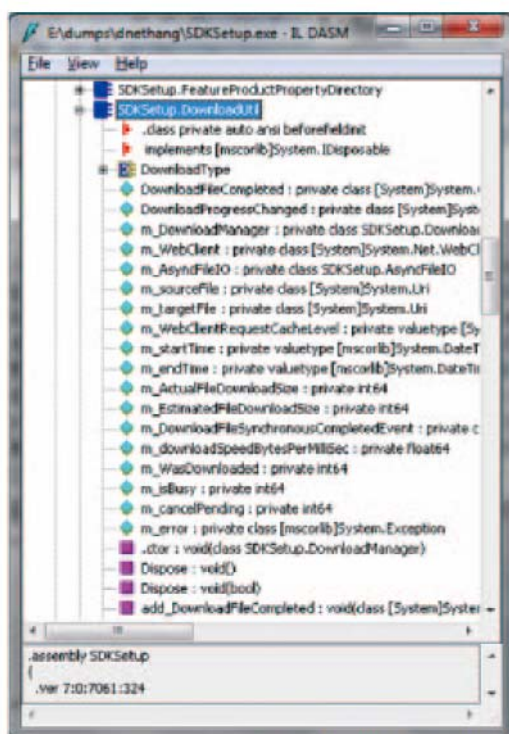 E:\dumps\dnethang\SDKSetup.exe - IL DASM
File View Help
SDKSetup.FeatureProductPropertyDirectory
SDKSetup.DownloadUtil
.class private auto ansi beforefieldinit
implements [mscorlib]System.IDisposable
DownloadType
DownloadFileCompleted : private class [System]System.
DownloadProgressChanged : private class [System]Syst
m_DownloadManager : private class SDKSetup.Downloa
m_WebClient : private class [System]System.Net.WebCl
m_AsyncFileIO : private class SDKSetup.AsyncFileIO
m_sourceFile : private class [System]System.Uri
m_targetFile : private class [System]System.Uri
m_WebClientRequestCacheLevel : private valuetype [Sy
m_startTime : private valuetype [mscorlib]System.DateT
m_endTime : private valuetype [mscorlib]System.DateTi
m_ActualFileDownloadSize : private int64
m_EstimatedFileDownloadSize : private int64
m_DownloadFileSynchronousCompletedEvent : private c
m_downloadSpeedBytesPerMilliSec : private float64
m_WasDownloaded : private int64
m_isBusy : private int64
m_cancelPending : private int64
m_error : private class [mscorlib]System.Exception
.ctor : void(class SDKSetup.DownloadManager)
Dispose : void()
Dispose : void(bool)
add_DownloadFileCompleted : void(class [System]System
.assembly SDKSetup
{
.ver 7:0:7061:324